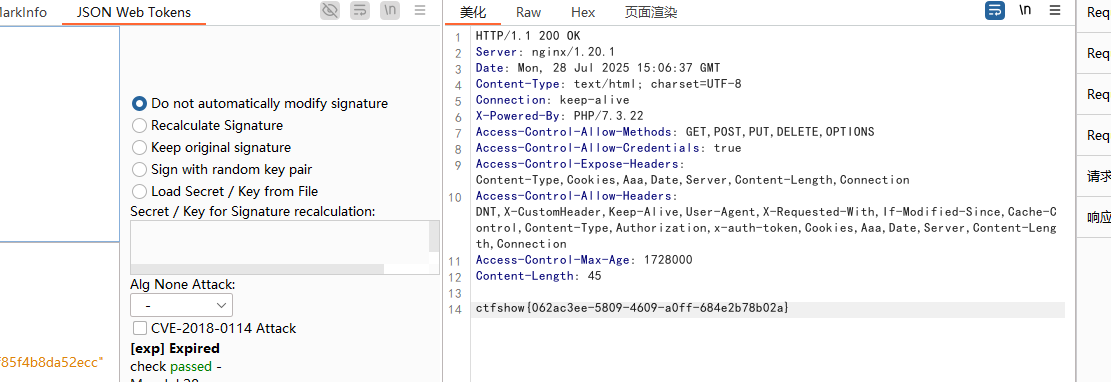 MarkInfo
JSON Web Tokens
\n
Do not automatically modify signature
Recalculate Signature
Keep original signature
Sign with random key pair
Load Secret / Key from File
Secret / Key for Signature recalculation:
Alg None Attack:
-
CVE-2018-0114 Attack
[exp] Expired
check passed -
f85f4b8da52ecc"
美化
Raw
Hex
页面渲染
\n
1 HTTP/1.1 200 OK
2 Server: nginx/1.20.1
3 Date: Mon, 28 Jul 2025 15:06:37 GMT
4 Content-Type: text/html; charset=UTF-8
5 Connection: keep-alive
6 X-Powered-By: PHP/7.3.22
7 Access-Control-Allow-Methods: GET,POST,PUT,DELETE,OPTIONS
8 Access-Control-Allow-Credentials: true
9 Access-Control-Expose-Headers:
Content-Type,Cookies,Aaa,Date,Server,Content-Length,Connection
10 Access-Control-Allow-Headers:
DNT,X-CustomHeader,Keep-Alive,User-Agent,X-Requested-With,If-Modified-Since,Cache-C
ontrol,Content-Type,Authorization,x-auth-token,Cookies,Aaa,Date,Server,Content-Leng
th,Connection
11 Access-Control-Max-Age: 1728000
12 Content-Length: 45
13
14 ctfshow{062ac3ee-5809-4609-a0ff-684e2b78b02a}
Req
Req
Req
Req
请求
响应